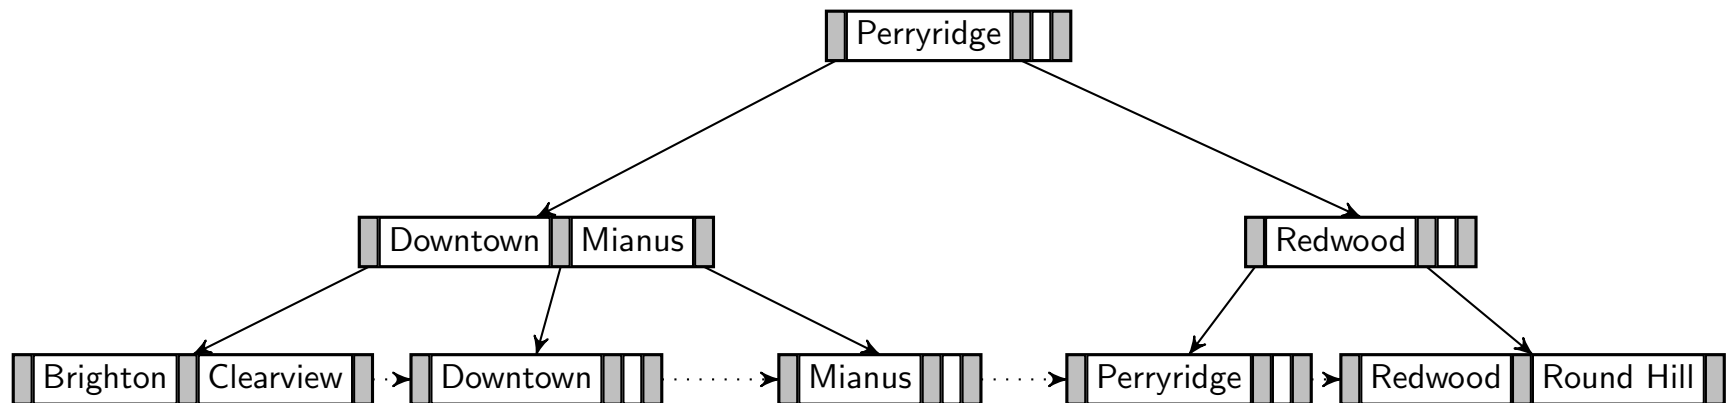 Perryridge
Downtown Mianus Redwood
Brighton Clearview Downtown Mianus Perryridge Redwood Round Hill